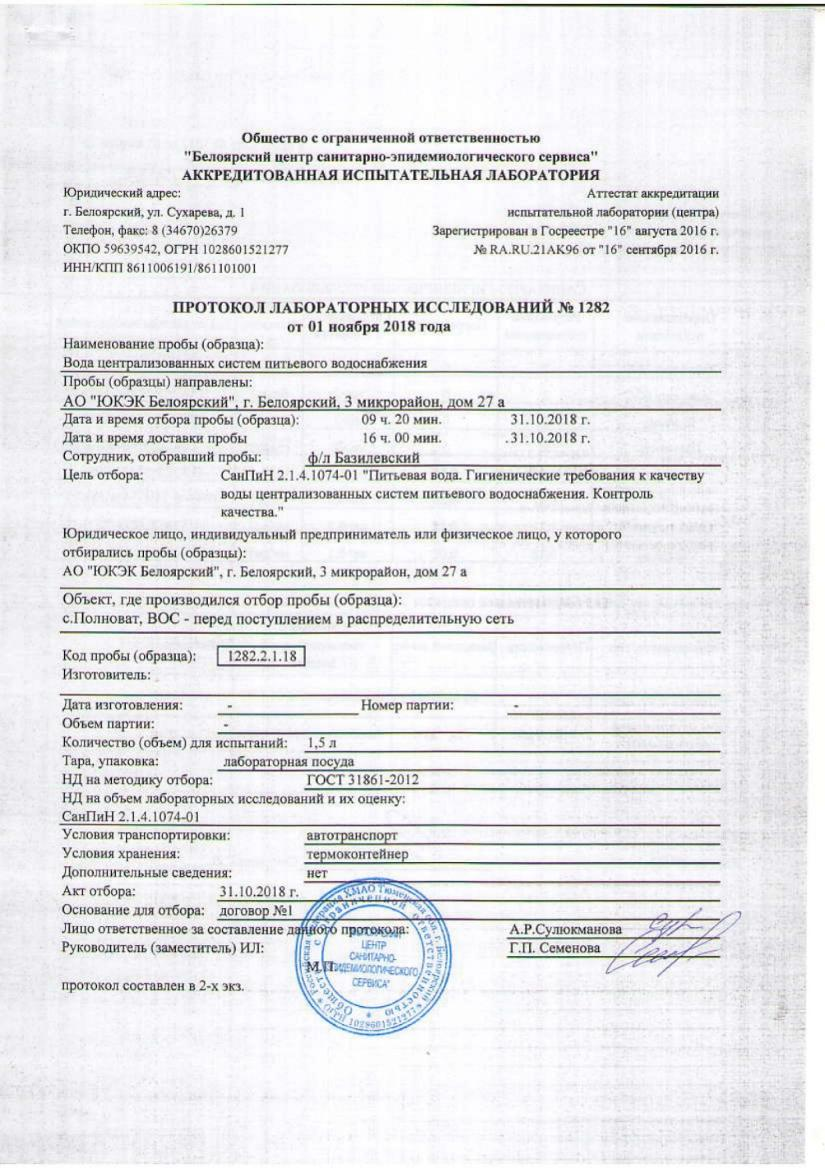 Общество с ограниченной ответственностью
"Белоярский центр санитарно-эпидемиологического сервиса"
АККРЕДИТОВАННАЯ ИСПЫТАТЕЛЬНАЯ ЛАБОРАТОРИЯ
Юридический адрес: Аттестат аккредитации
г. Белоярский, ул. Сухарева, д. 1 испытательной лаборатории (центра)
Телефон, факс: 8 (34670)26379 Зарегистрирован в Госреестре "16" августа 2016 г.
ОКПО 59639542, ОГРН 1028601521277 № RA.RU.21АК96 от "16" сентября 2016 г.
ИНН/КПП 8611006191/861101001
ПРОТОКОЛ ЛАБОРАТОРНЫХ ИССЛЕДОВАНИЙ № 1282
от 01 ноября 2018 года
Наименование пробы (образца):
Вода централизованных систем питьевого водоснабжения
Пробы (образцы) направлены:
АО "ЮКЭК Белоярский", г. Белоярский, 3 микрорайон, дом 27 а
Дата и время отбора пробы (образца): 09 ч. 20 мин. 31.10.2018 г.
Дата и время доставки пробы 16 ч. 00 мин. 31.10.2018 г.
Сотрудник, отобравший пробы: ф/л Базилевский
Цель отбора: СанПиН 2.1.4.1074-01 "Питьевая вода. Гигиенические требования к качеству
воды централизованных систем питьевого водоснабжения. Контроль
качества."
Юридическое лицо, индивидуальный предприниматель или физическое лицо, у которого
отбирались пробы (образцы):
АО "ЮКЭК Белоярский", г. Белоярский, 3 микрорайон, дом 27 а
Объект, где производился отбор пробы (образца):
с.Полноват, ВОС - перед поступлением в распределительную сеть
Код пробы (образца): 1282.2.1.18
Изготовитель:
Дата изготовления: - Номер партии: -
Объем партии: -
Количество (объем) для испытаний: 1,5 л
Тара, упаковка: лабораторная посуда
НД на методику отбора: ГОСТ 31861-2012
НД на объем лабораторных исследований и их оценку:
СанПиН 2.1.4.1074-01
Условия транспортировки: автотранспорт
Условия хранения: термоконтейнер
Дополнительные сведения: нет
Акт отбора: 31.10.2018 г.
Основание для отбора: договор №1
Лицо ответственное за составление данного протокола: А.Р.Сулюкманова
Руководитель (заместитель) ИЛ: Г.П. Семенова
М.П.
ЦЕНТР
САНИТАРНО-
ЭПИДЕМИОЛОГИЧЕСКОГО
СЕРВИСА"
ОГРН 1028601521277
протокол составлен в 2-х экз.